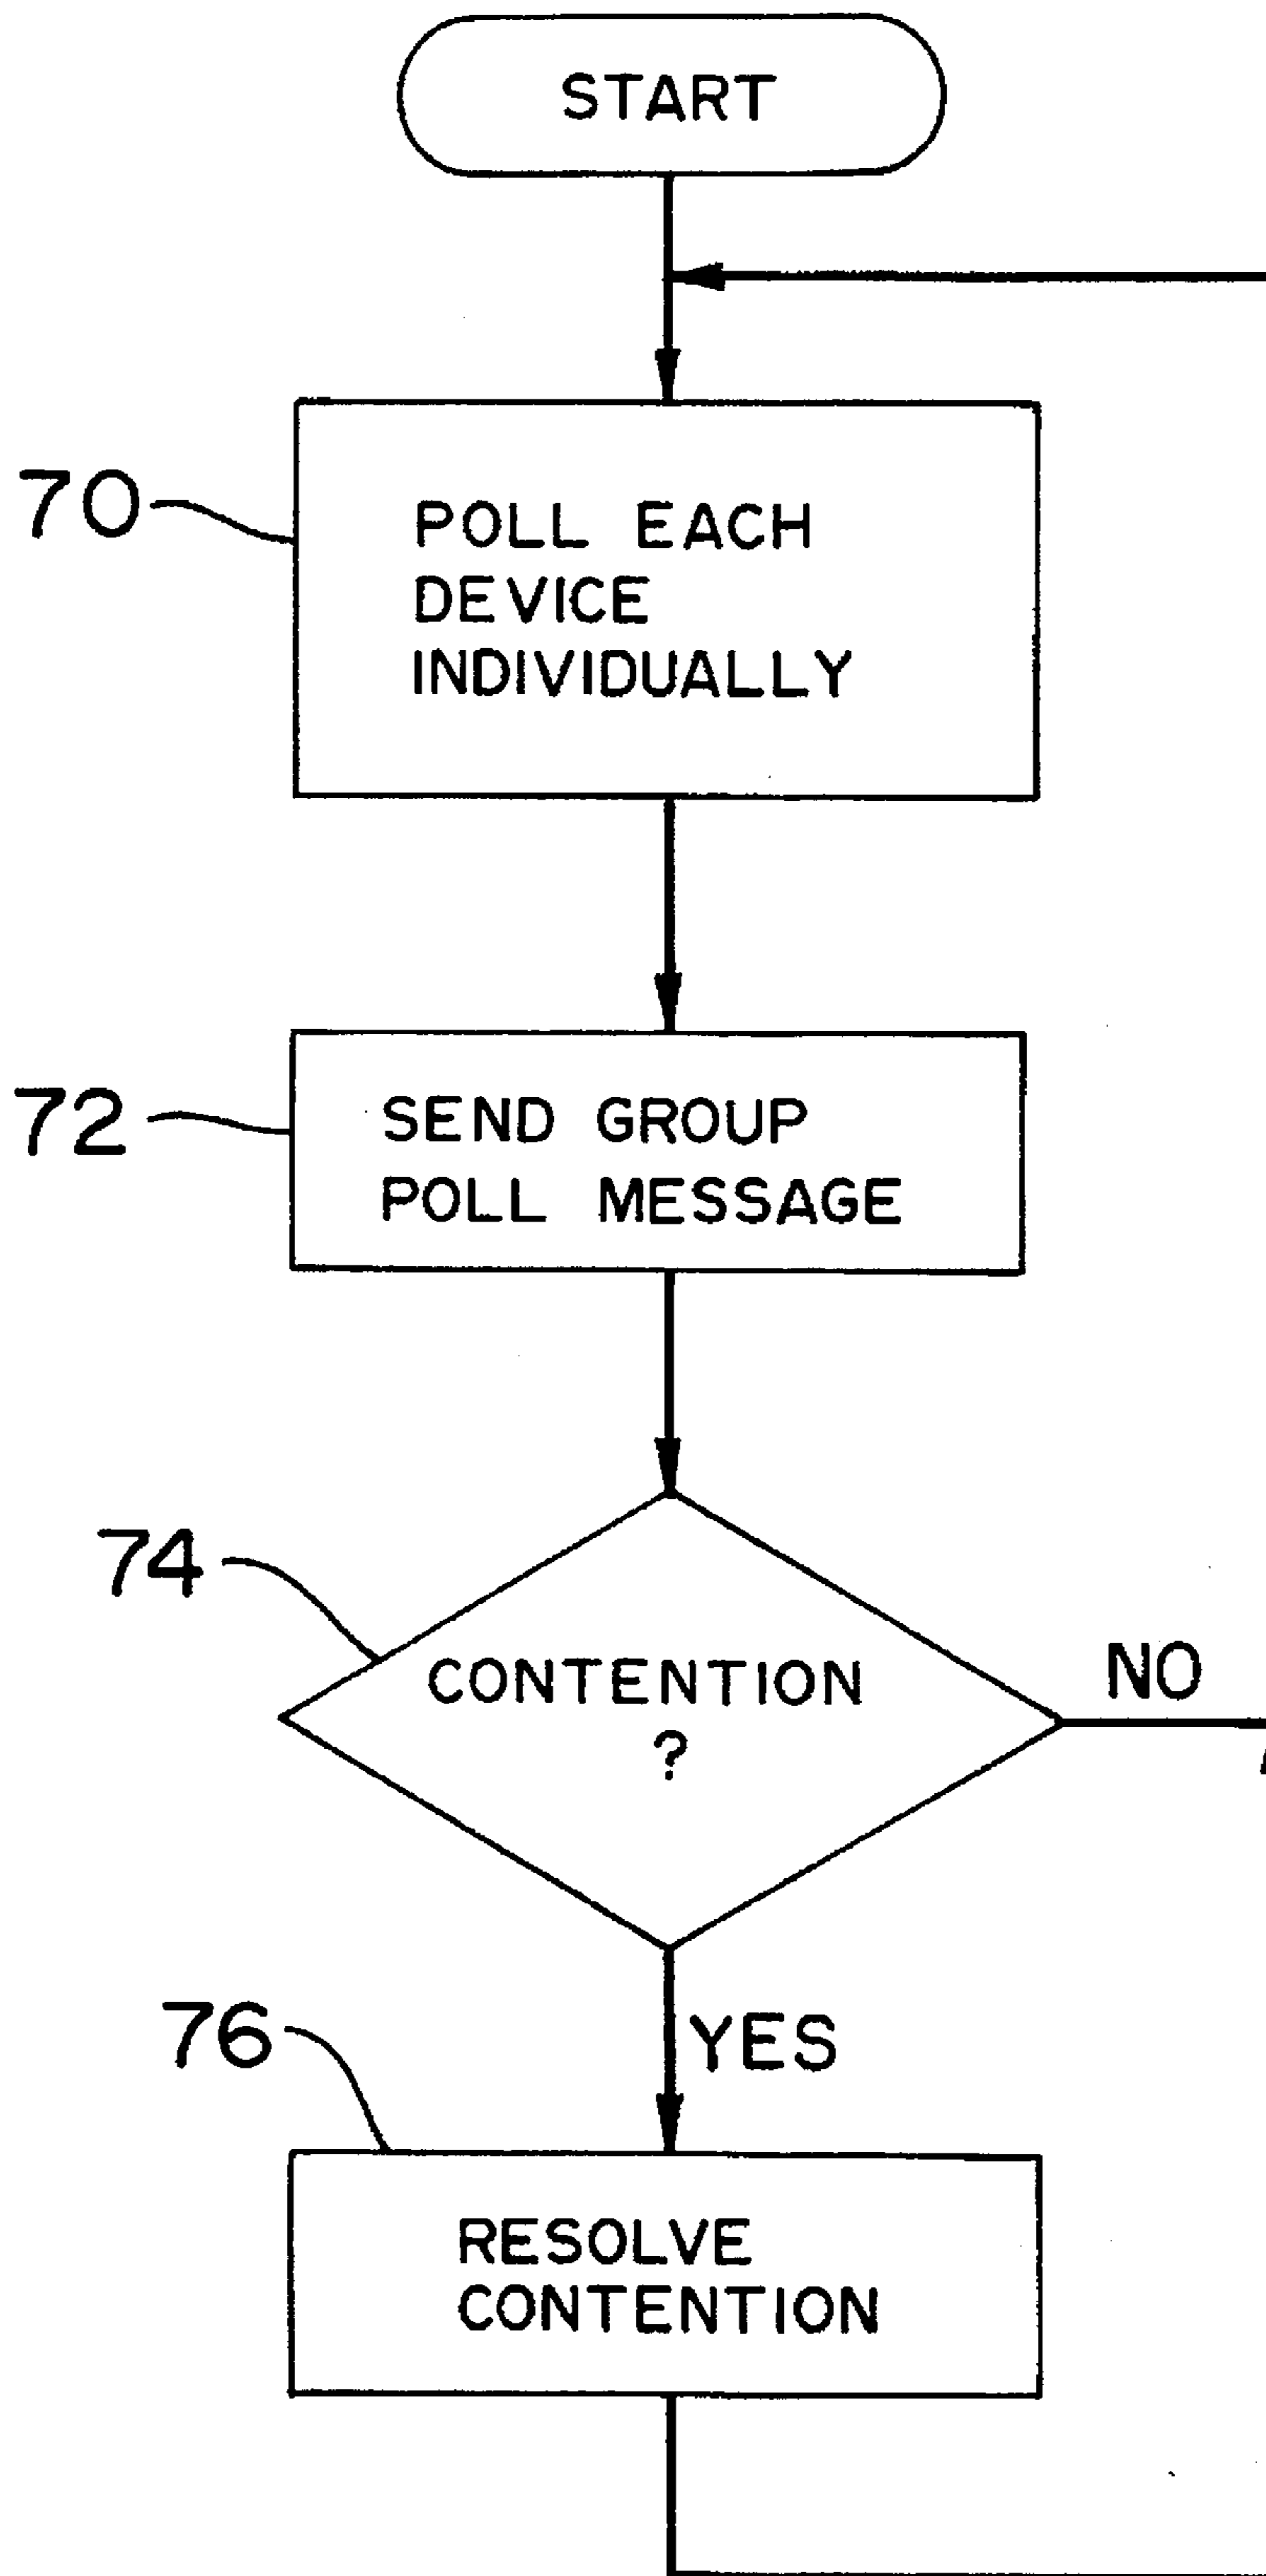 START
70
POLL EACH
DEVICE
INDIVIDUALLY
72
SEND GROUP
POLL MESSAGE
74
CONTENTION
?
NO
YES
76
RESOLVE
CONTENTION